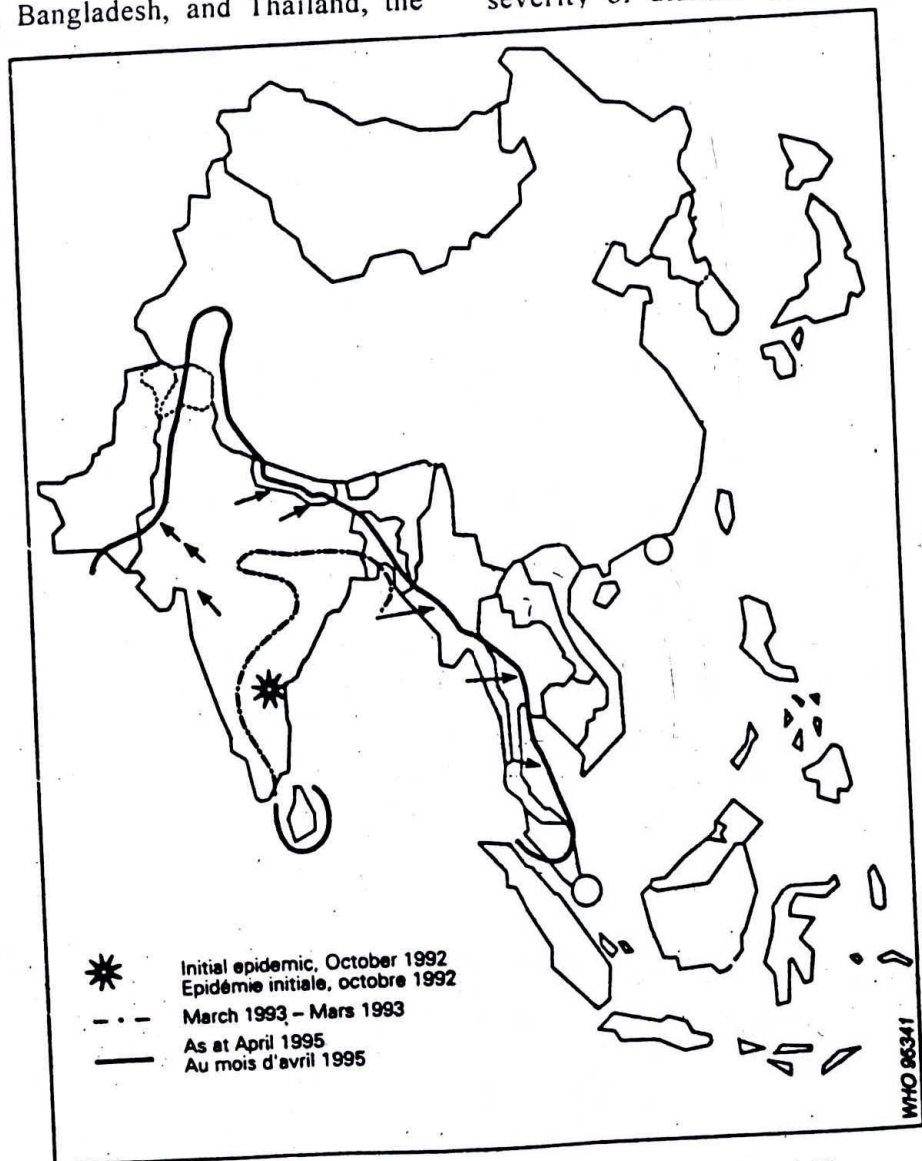 Bangladesh, and Thailand, the
severity of
Initial epidemic, October 1992
Epidémie initiale, octobre 1992
March 1993 – Mars 1993
As at April 1995
Au mois d'avril 1995
WHO 95341